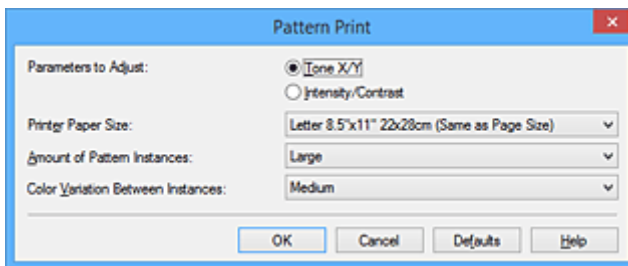 Pattern Print
Parameters to Adjust:
Tone X/Y
Intensity/Contrast
Printer Paper Size:
Letter 8.5"x11" 22x28cm (Same as Page Size)
Amount of Pattern Instances:
Large
Color Variation Between Instances:
Medium
OK Cancel Defaults Help